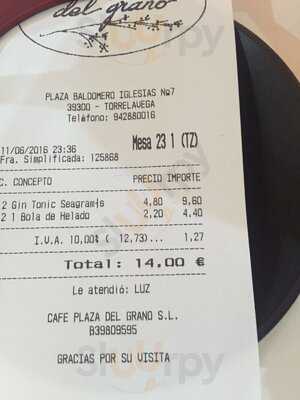 del grano
PLAZA BALDOMERO IGLESIAS Nº7
39300 - TORRELAVEGA
Teléfono: 942880016
11/06/2016 23:36 Mesa 23 1 (TZ)
Fra. Simplificada: 125868
C. CONCEPTO PRECIO IMPORTE
2 Gin Tonic Seagram's 4,80 9,60
2 1 Bola de Helado 2,20 4,40
I.V.A. 10,00% ( 12,73)... 1,27
Total: 14,00 €
Le atendió: LUZ
CAFE PLAZA DEL GRANO S.L.
B39809595
GRACIAS POR SU VISITA
Sluurpy